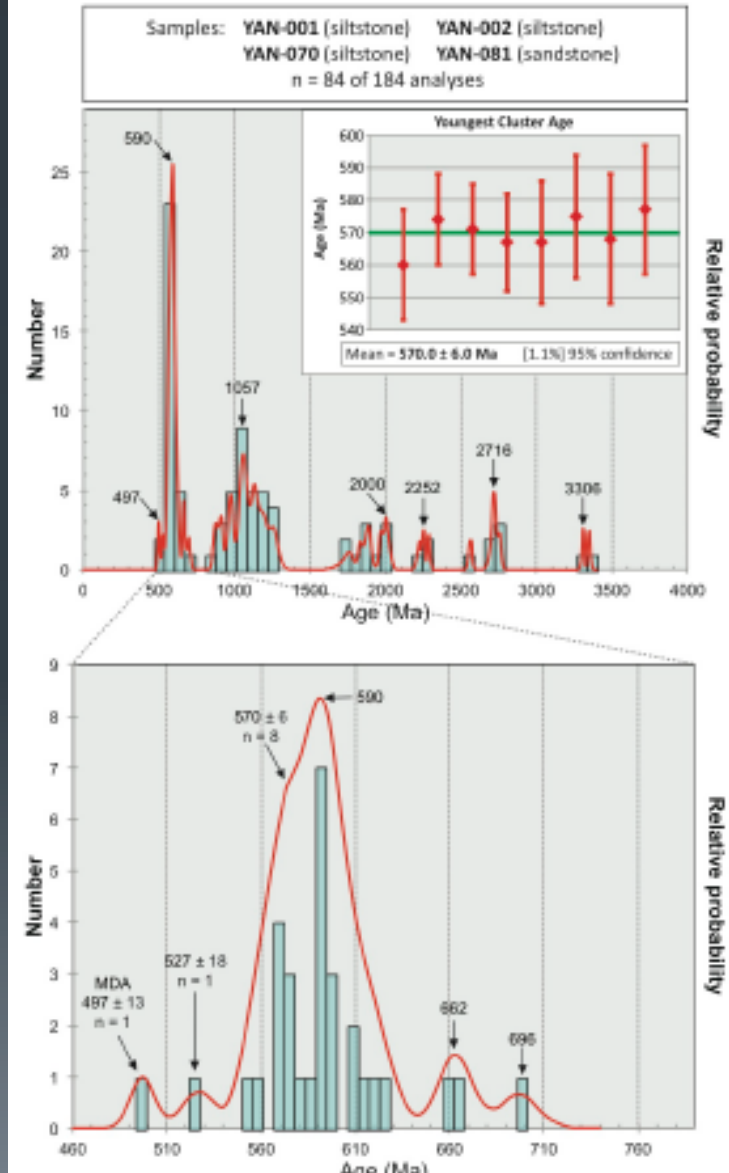 Samples: YAN-001 (siltstone) YAN-002 (siltstone)
YAN-070 (siltstone) YAN-081 (sandstone)
n = 84 of 184 analyses
Number
25
20
15
10
5
0
590
497
1057
2000
2252
2716
3306
Youngest Cluster Age
Age (Ma)
600
590
580
570
560
550
540
Mean = 570.0 ± 6.0 Ma [1.1%] 95% confidence
Relative probability
0 500 1000 1500 2000 2500 3000 3500 4000
Age (Ma)
Number
9
8
7
6
5
4
3
2
1
0
570 ± 6
n = 8
590
527 ± 18
n = 1
MDA
497 ± 13
n = 1
662
696
Relative probability
460 510 560 610 660 710 760
Age (Ma)